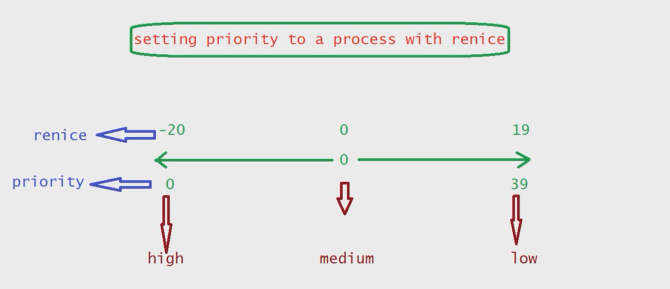 setting priority to a process with renice
renice -20 0 19
0
priority 0 39
high medium low